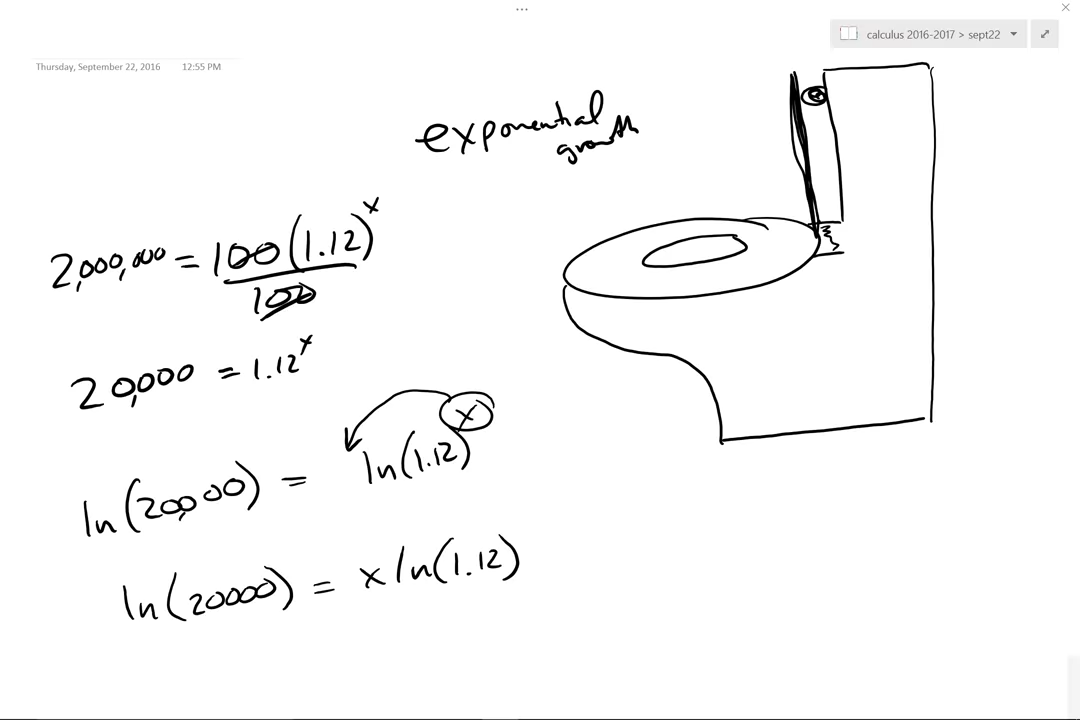 calculus 2016-2017 > sept22
Thursday, September 22, 2016 12:55 PM
exponential
growth
2,000,000 = 100(1.12)^x
100
20,000 = 1.12^x
ln(20,000) = ln(1.12)^x
ln(20000) = x ln(1.12)